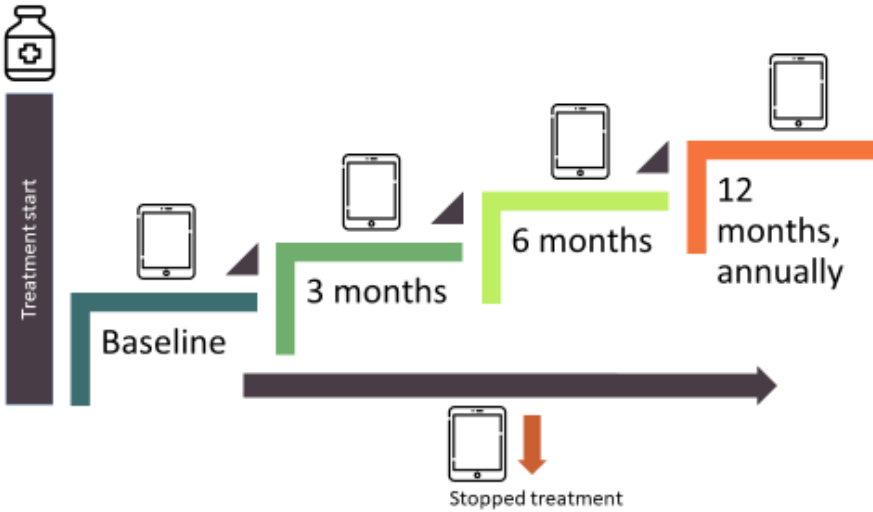 Treatment start
Baseline
3 months
6 months
12
months,
annually
Stopped treatment